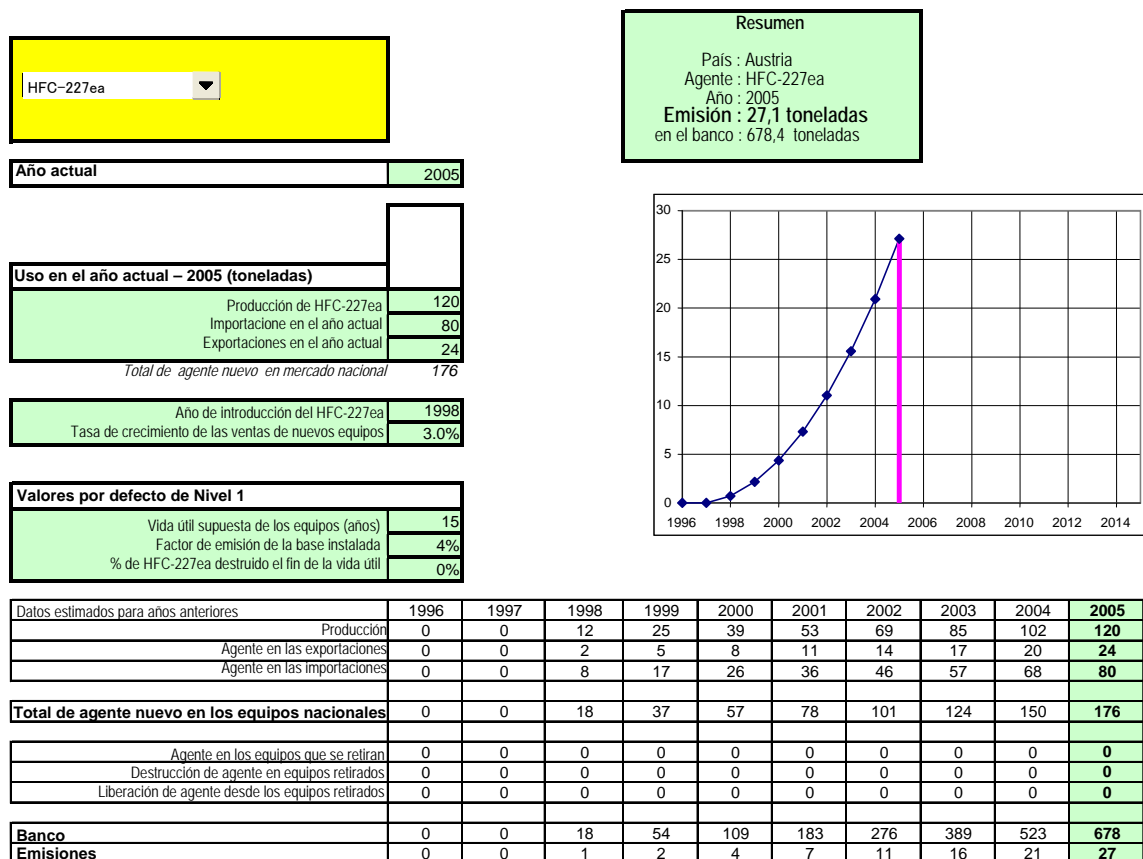 Resumen
País : Austria
Agente : HFC-227ea
Año : 2005
Emisión : 27,1 toneladas
en el banco : 678,4 toneladas
HFC-227ea
Año actual 2005
Uso en el año actual – 2005 (toneladas)
Producción de HFC-227ea 120
Importacione en el año actual 80
Exportaciones en el año actual 24
Total de agente nuevo en mercado nacional 176
Año de introducción del HFC-227ea 1998
Tasa de crecimiento de las ventas de nuevos equipos 3.0%
Valores por defecto de Nivel 1
Vida útil supuesta de los equipos (años) 15
Factor de emisión de la base instalada 4%
% de HFC-227ea destruido el fin de la vida útil 0%
30
25
20
15
10
5
0
1996 1998 2000 2002 2004 2006 2008 2010 2012 2014
Datos estimados para años anteriores 1996 1997 1998 1999 2000 2001 2002 2003 2004 2005
Producción 0 0 12 25 39 53 69 85 102 120
Agente en las exportaciones 0 0 2 5 8 11 14 17 20 24
Agente en las importaciones 0 0 8 17 26 36 46 57 68 80
Total de agente nuevo en los equipos nacionales 0 0 18 37 57 78 101 124 150 176
Agente en los equipos que se retiran 0 0 0 0 0 0 0 0 0 0
Destrucción de agente en equipos retirados 0 0 0 0 0 0 0 0 0 0
Liberación de agente desde los equipos retirados 0 0 0 0 0 0 0 0 0 0
Banco 0 0 18 54 109 183 276 389 523 678
Emisiones 0 0 1 2 4 7 11 16 21 27